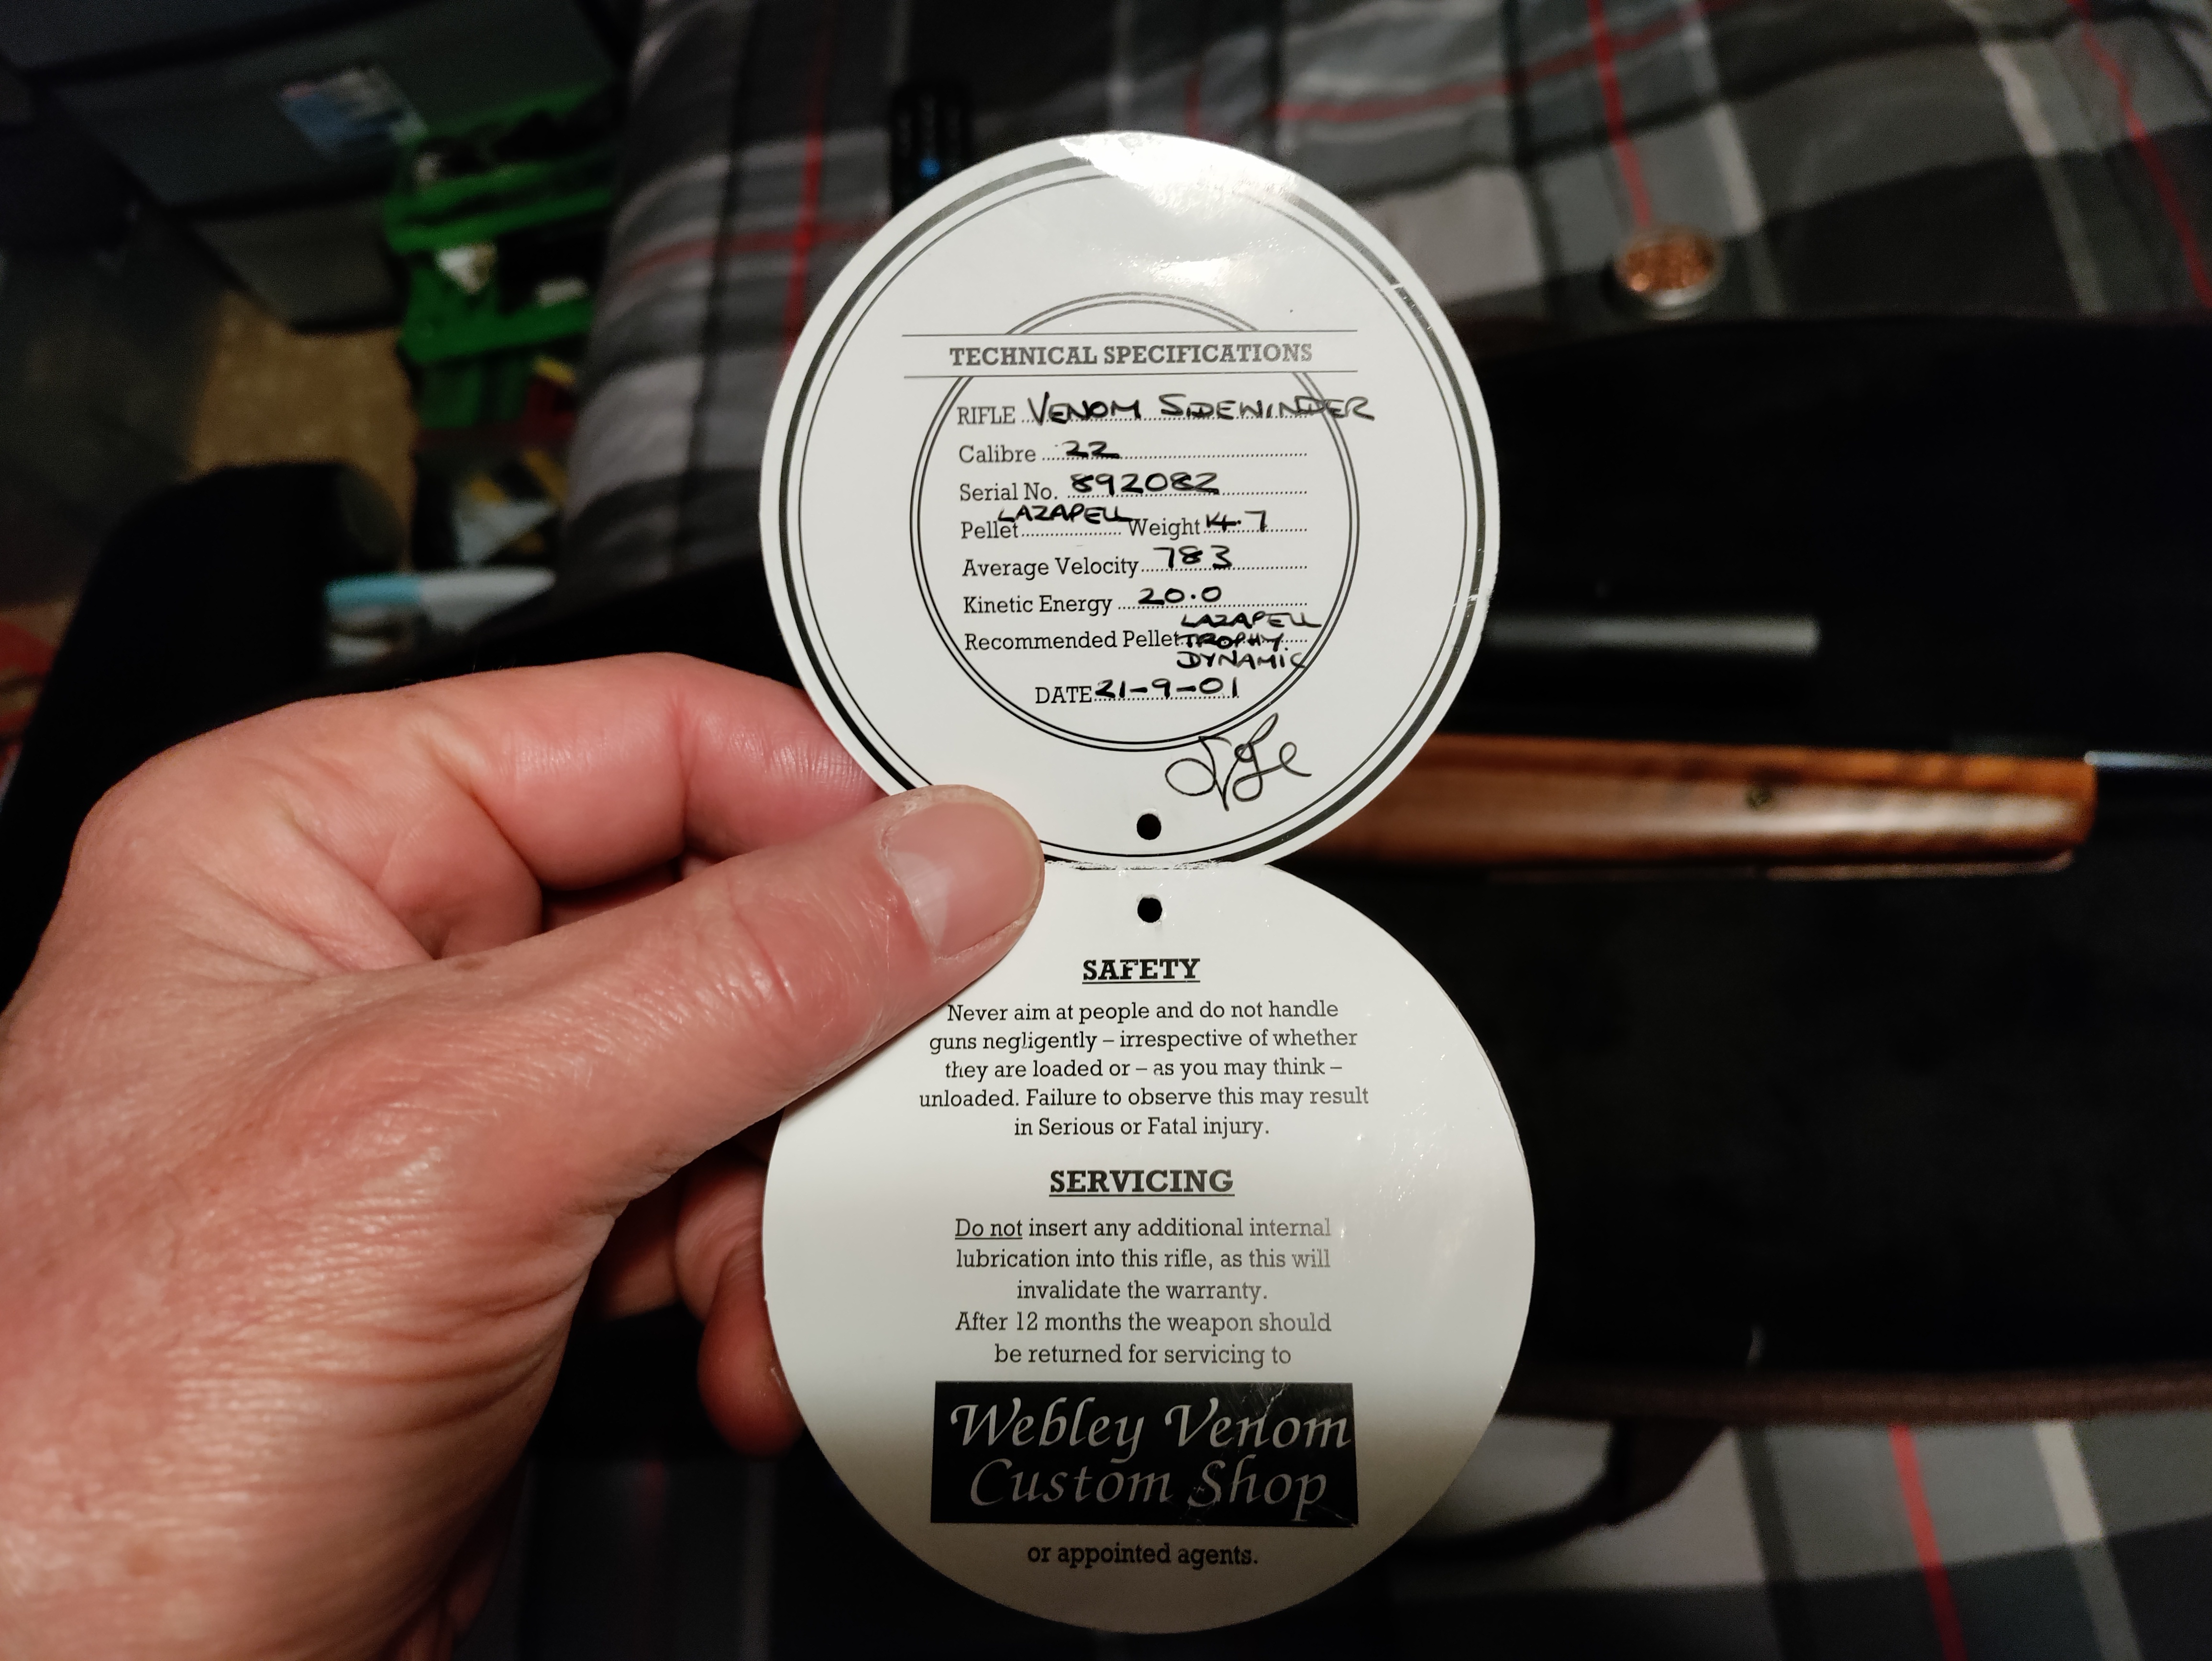 TECHNICAL SPECIFICATIONS
RIFLE VENOM SIDEWINDER
Calibre 22
Serial No. 892082
Pellet LAZAPELL Weight 14.7
Average Velocity 783
Kinetic Energy 20.0
Recommended Pellet LAZAPELL
TROPHY
DYNAMIC
DATE 21-9-01
SAFETY
Never aim at people and do not handle
guns negligently – irrespective of whether
they are loaded or – as you may think –
unloaded. Failure to observe this may result
in Serious or Fatal injury.
SERVICING
Do not insert any additional internal
lubrication into this rifle, as this will
invalidate the warranty.
After 12 months the weapon should
be returned for servicing to
Webley Venom
Custom Shop
or appointed agents.